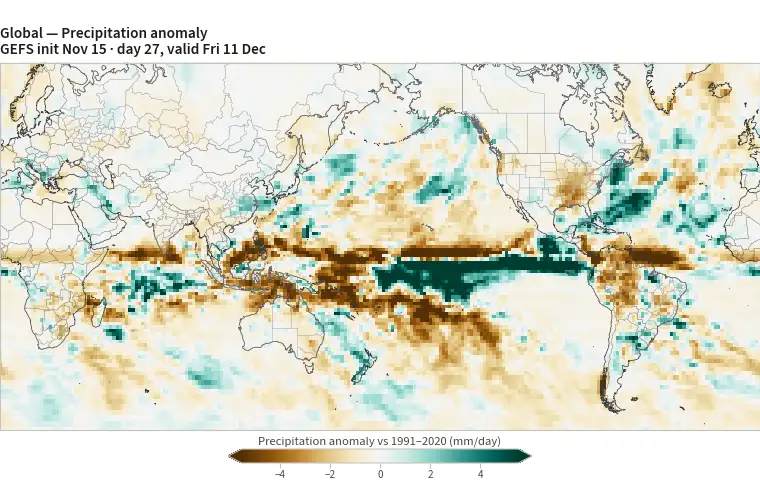 Global — Precipitation anomaly
GEFS init Nov 15 · day 27, valid Fri 11 Dec
Precipitation anomaly vs 1991–2020 (mm/day)
−4 −2 0 2 4